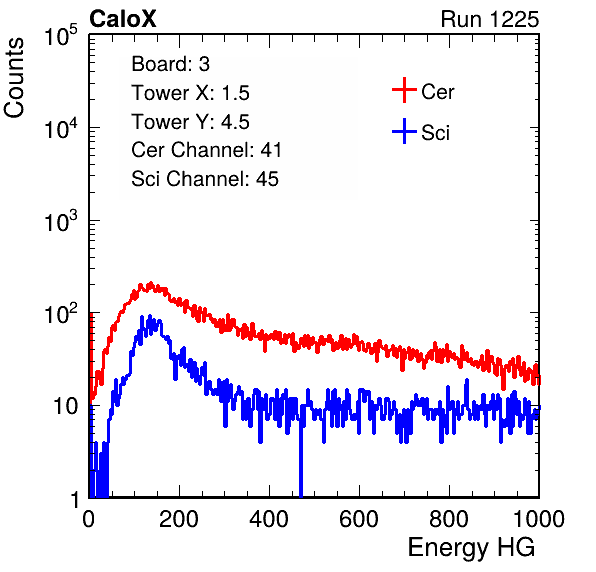 CaloX Run 1225
Counts
Board: 3
Tower X: 1.5
Tower Y: 4.5
Cer Channel: 41
Sci Channel: 45
Cer
Sci
10^5
10^4
10^3
10^2
10
1
0 200 400 600 800 1000
Energy HG